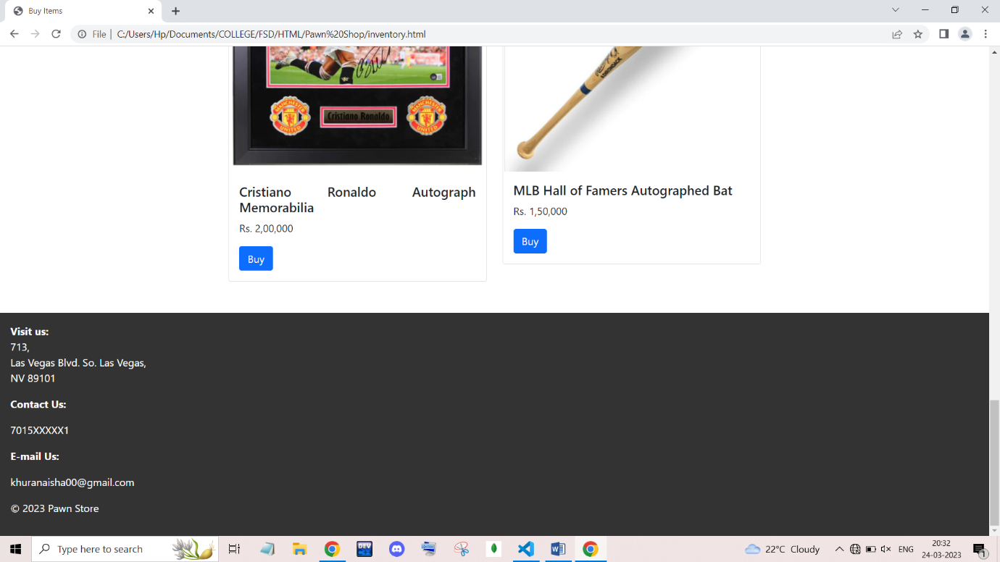 Buy Items
File
C:/Users/Hp/Documents/COLLEGE/FSD/HTML/Pawn%20Shop/inventory.html
MANCHESTER
UNITED
Cristiano Ronaldo
MANCHESTER
UNITED
Cristiano Ronaldo Autograph
Memorabilia
Rs. 2,00,000
Buy
MLB Hall of Famers Autographed Bat
Rs. 1,50,000
Buy
Visit us:
713,
Las Vegas Blvd. So. Las Vegas,
NV 89101
Contact Us:
7015XXXXX1
E-mail Us:
khuranaisha00@gmail.com
© 2023 Pawn Store
Type here to search
DEV
22°C Cloudy
ENG
20:32
24-03-2023
1